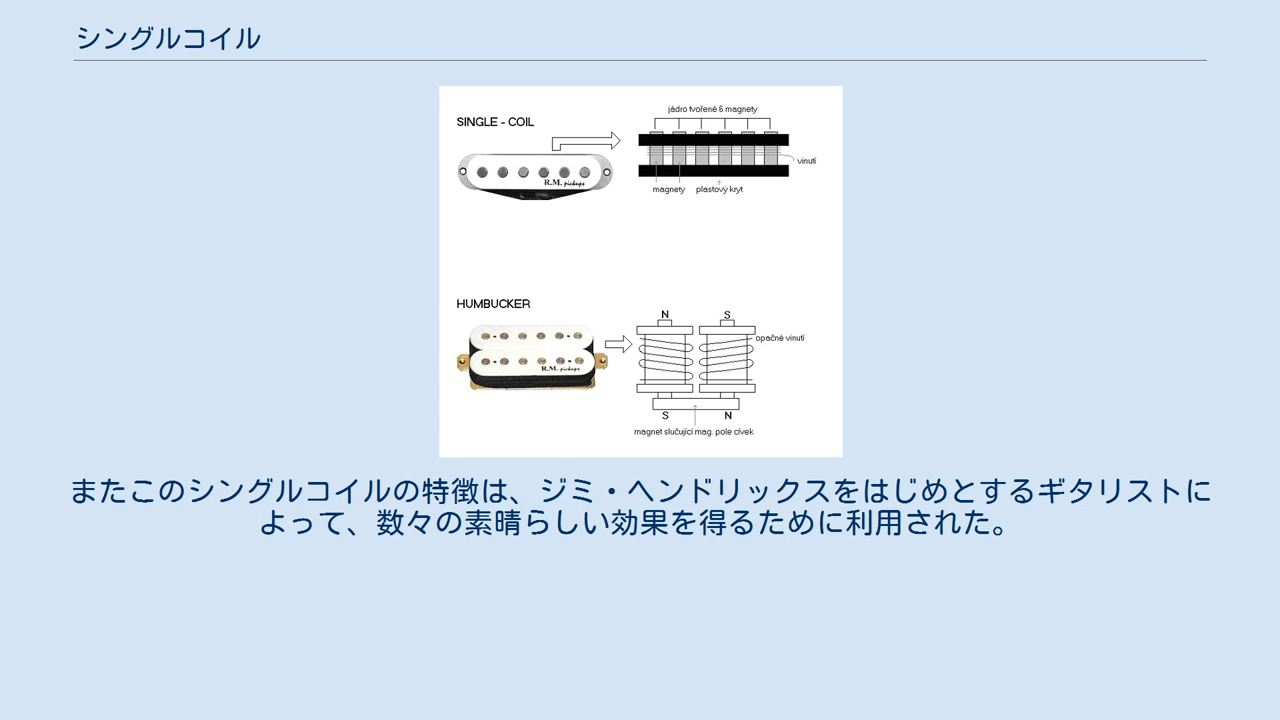 シングルコイル
SINGLE - COIL
jádro tvořené 6 magnety
vinutí
R.M. pickups
magnety
plastový kryt
HUMBUCKER
N
S
opačné vinutí
R.M. pickups
S
N
magnet slučující mag. pole cívek
またこのシングルコイルの特徴は、ジミ・ヘンドリックスをはじめとするギタリストに
よって、数々の素晴らしい効果を得るために利用された。